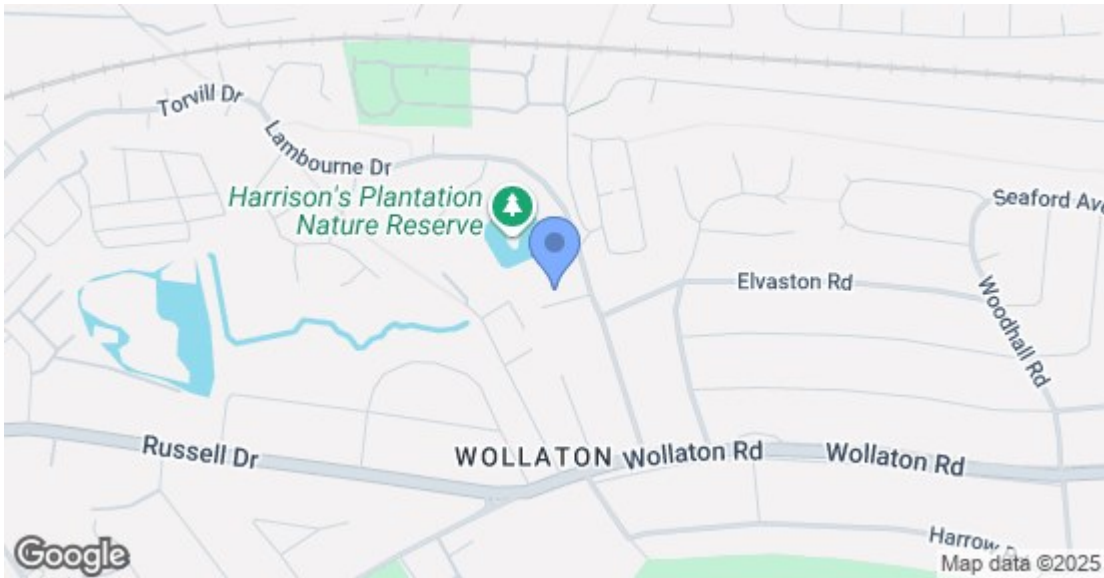 Torvill Dr
Lambourne Dr
Harrison's Plantation
Nature Reserve
Seaford Ave
Elvaston Rd
Woodhall Rd
Russell Dr
WOLLATON
Wollaton Rd
Wollaton Rd
Harrow
Google
Map data ©2025